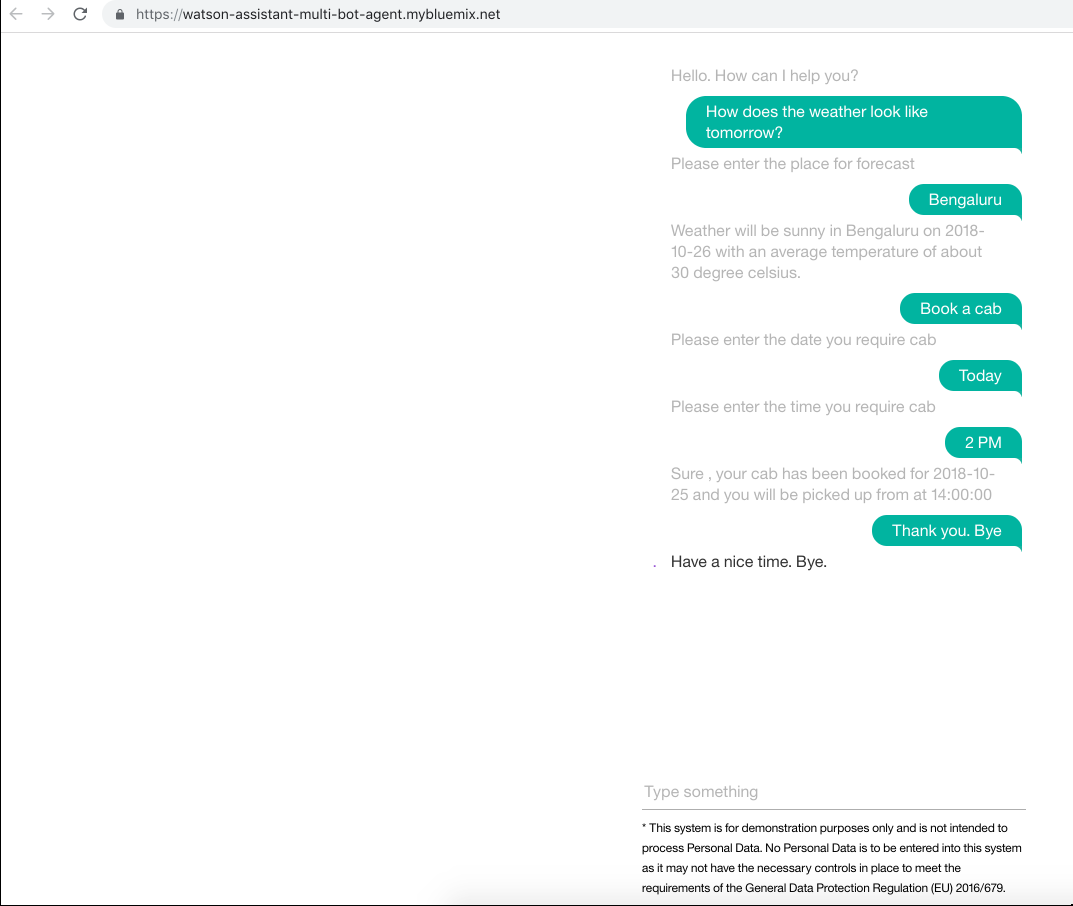 https://watson-assistant-multi-bot-agent.mybluemix.net
Hello. How can I help you?
How does the weather look like
tomorrow?
Please enter the place for forecast
Bengaluru
Weather will be sunny in Bengaluru on 2018-
10-26 with an average temperature of about
30 degree celsius.
Book a cab
Please enter the date you require cab
Today
Please enter the time you require cab
2 PM
Sure , your cab has been booked for 2018-10-
25 and you will be picked up from at 14:00:00
Thank you. Bye
. Have a nice time. Bye.
Type something
* This system is for demonstration purposes only and is not intended to
process Personal Data. No Personal Data is to be entered into this system
as it may not have the necessary controls in place to meet the
requirements of the General Data Protection Regulation (EU) 2016/679.